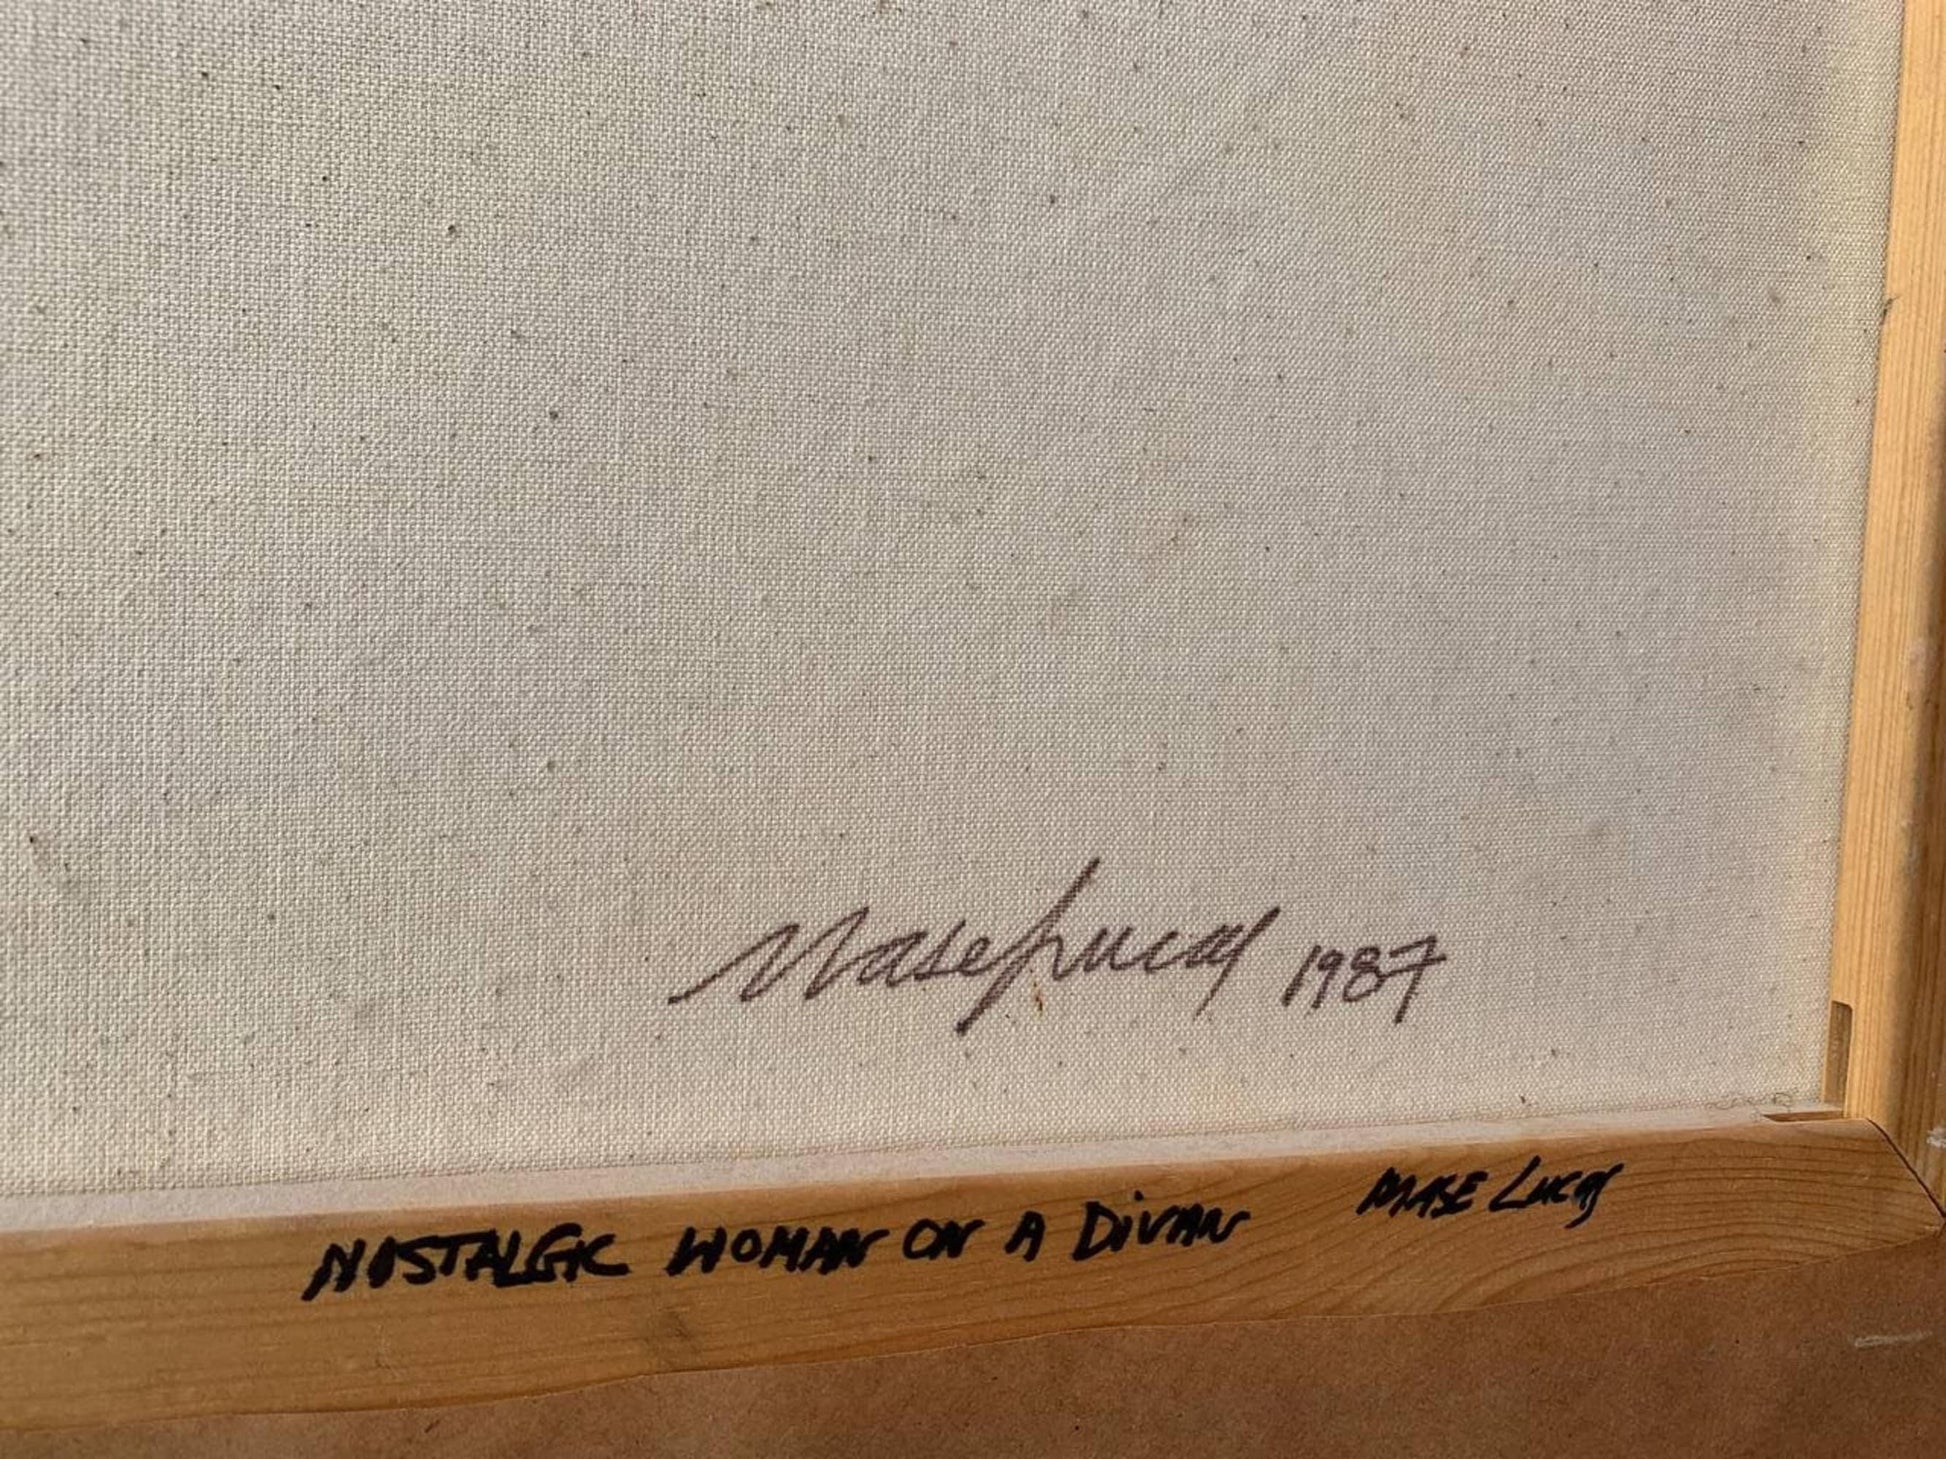 Mase Lucas 1987
NOSTALGIC WOMAN ON A DIVAN MASE LUCAS